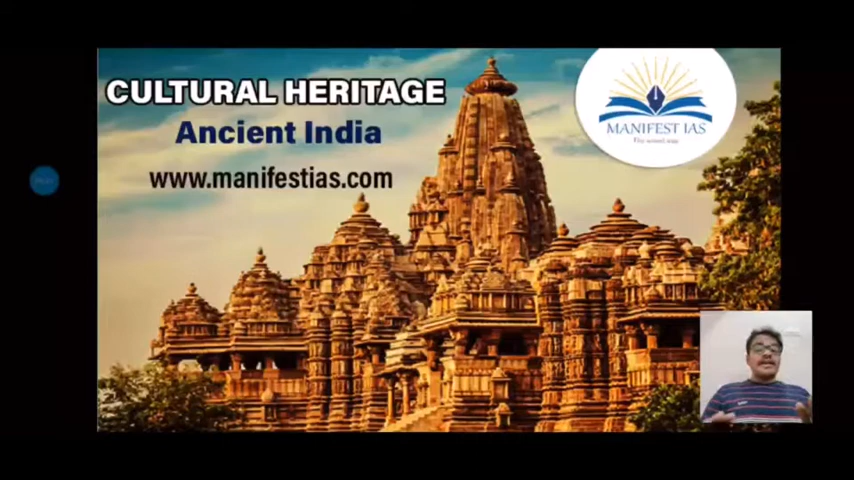 CULTURAL HERITAGE
Ancient India
www.manifestias.com
MANIFEST IAS